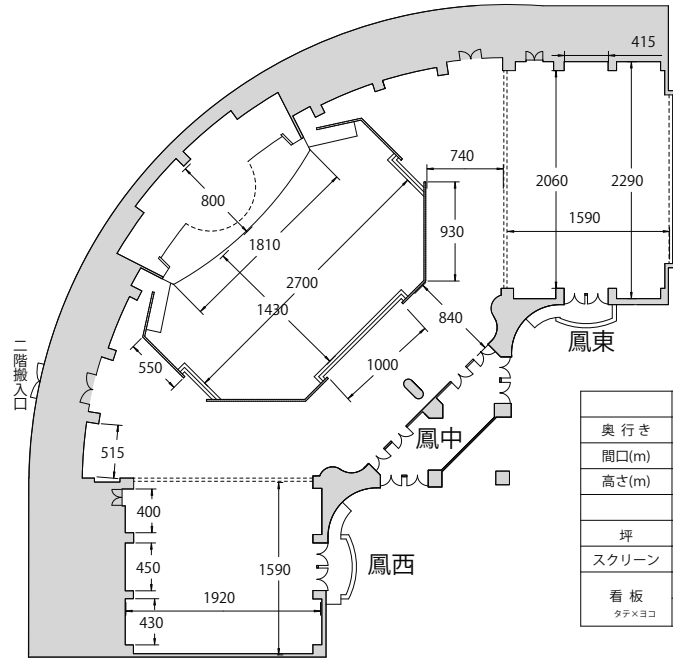 415
740
2060
2290
800
930
1590
1810
2700
1430
840
鳳東
550
1000
二階搬入口
鳳中
奥 行 き
515
間口(m)
高さ(m)
400
坪
450
1590
鳳西
スクリーン
1920
看 板
430
タテ×ヨコ